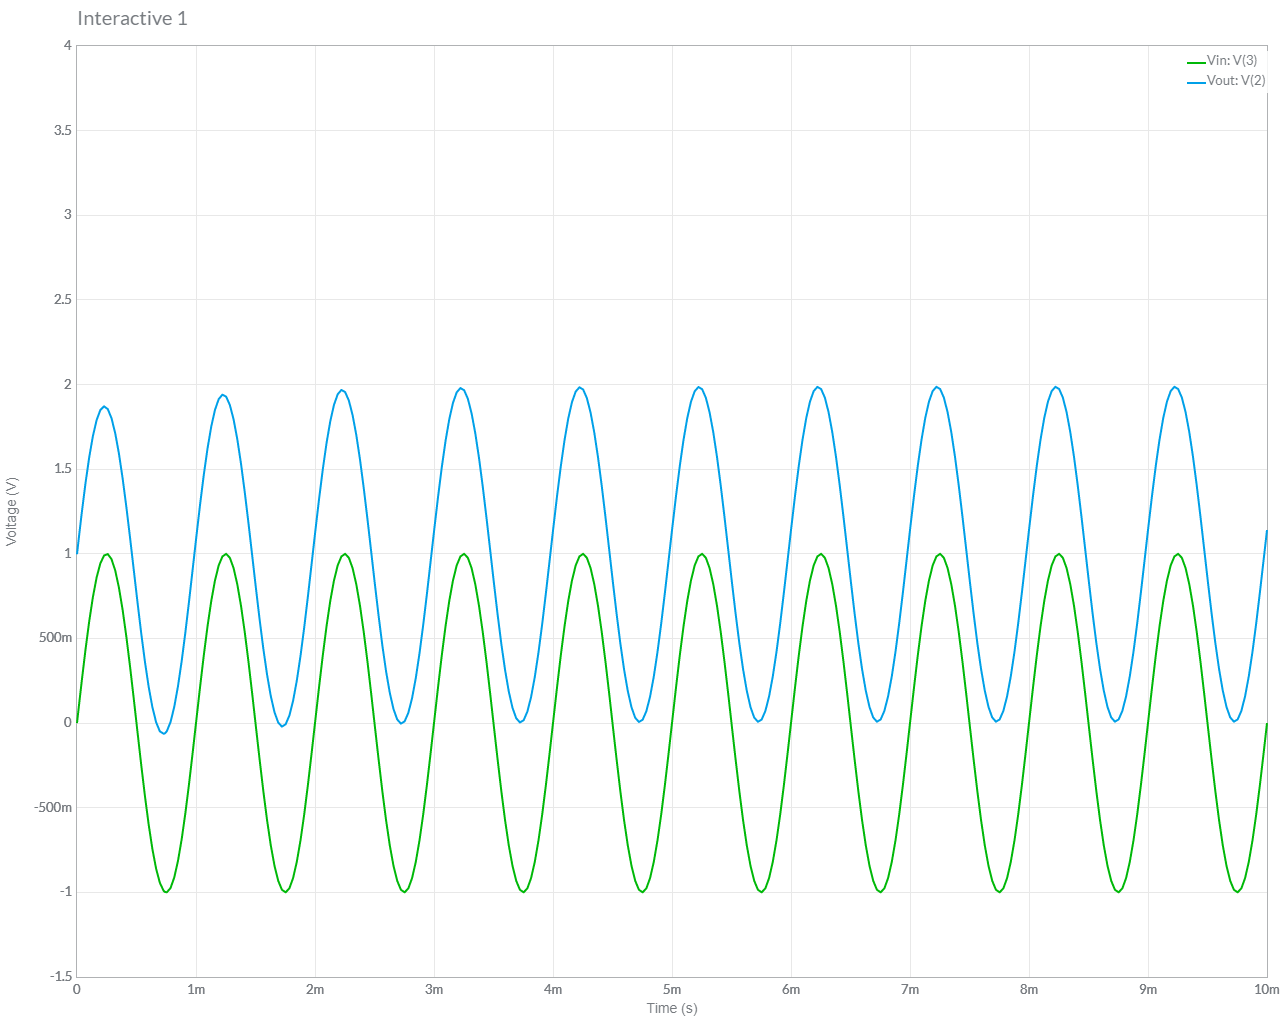 Interactive 1
Vin: V(3)
Vout: V(2)
Voltage (V)
4
3.5
3
2.5
2
1.5
1
500m
0
-500m
-1
-1.5
0 1m 2m 3m 4m 5m 6m 7m 8m 9m 10m
Time (s)